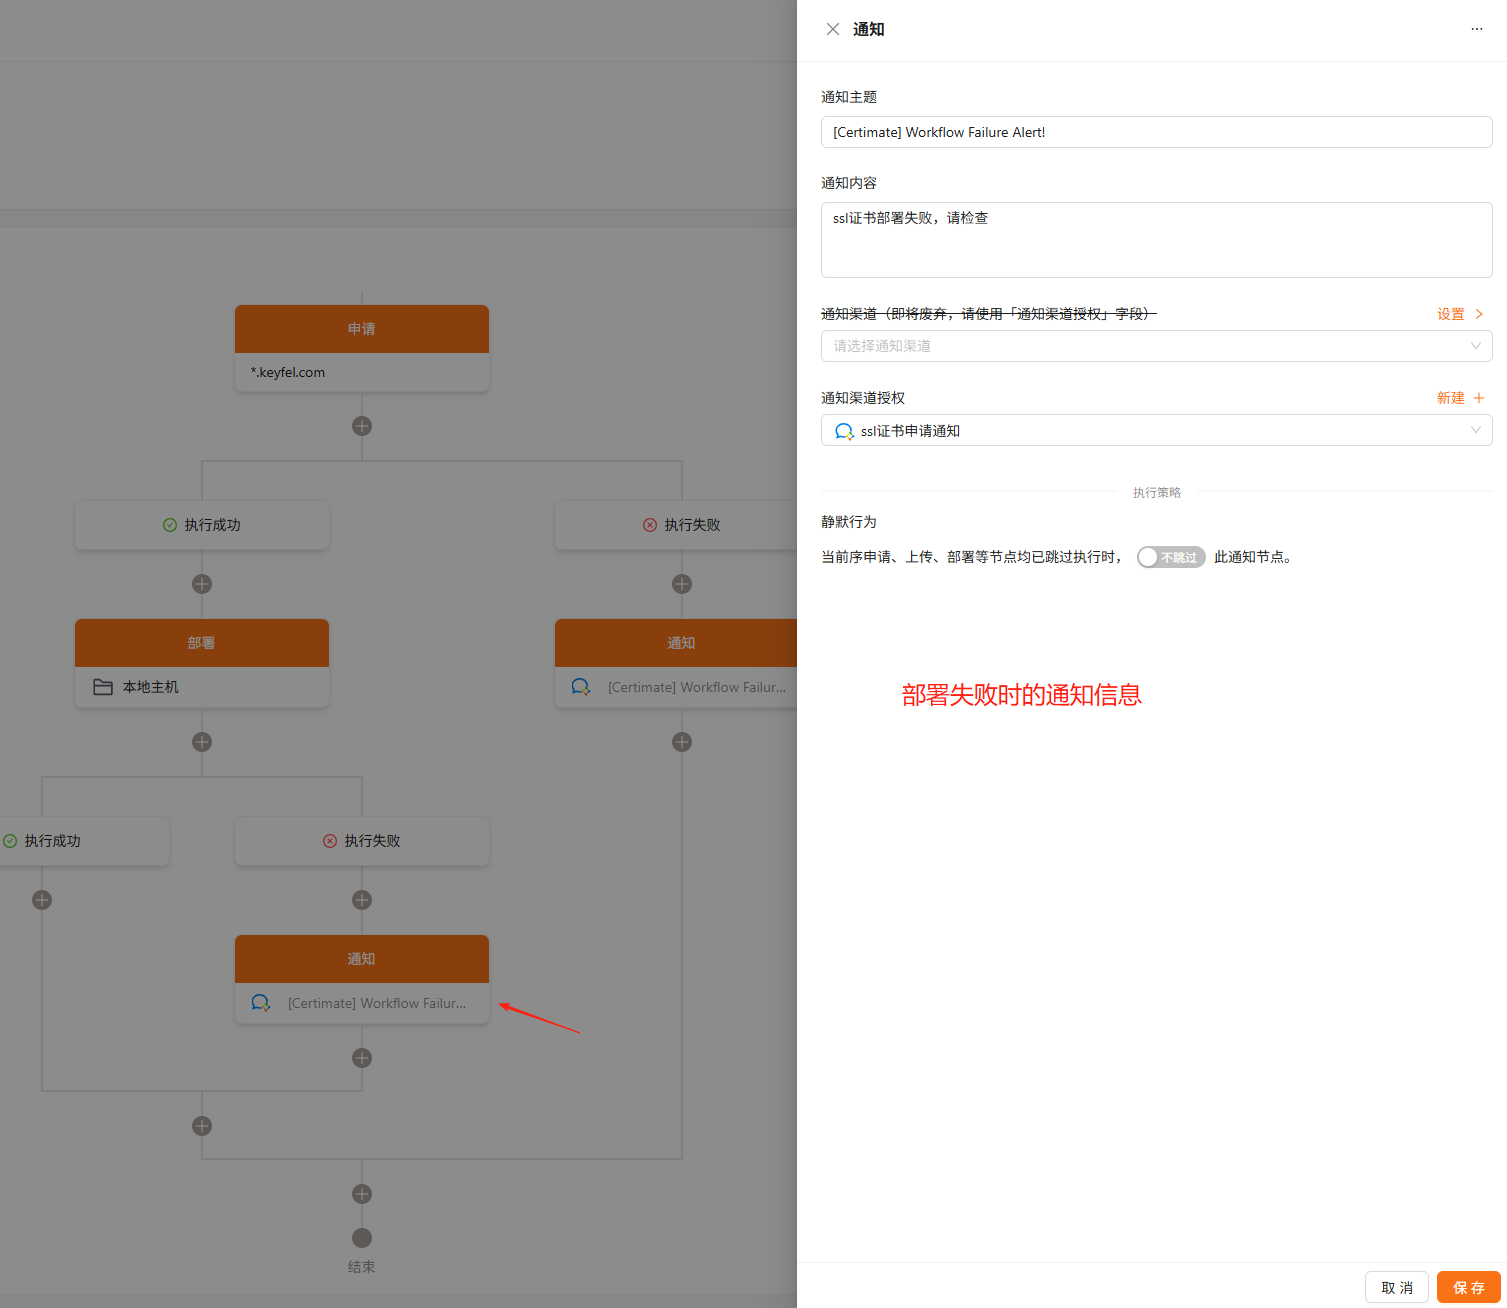 通知
通知主题
[Certimate] Workflow Failure Alert!
通知内容
ssl证书部署失败，请检查
通知渠道（即将废弃，请使用「通知渠道授权」字段）
设置
请选择通知渠道
通知渠道授权
新建
ssl证书申请通知
执行策略
静默行为
当前序申请、上传、部署等节点均已跳过执行时， 不跳过 此通知节点。
部署失败时的通知信息
取 消
保 存
申请
*.keyfel.com
执行成功
执行失败
部署
本地主机
通知
[Certimate] Workflow Failur...
执行成功
执行失败
通知
[Certimate] Workflow Failur...
结束